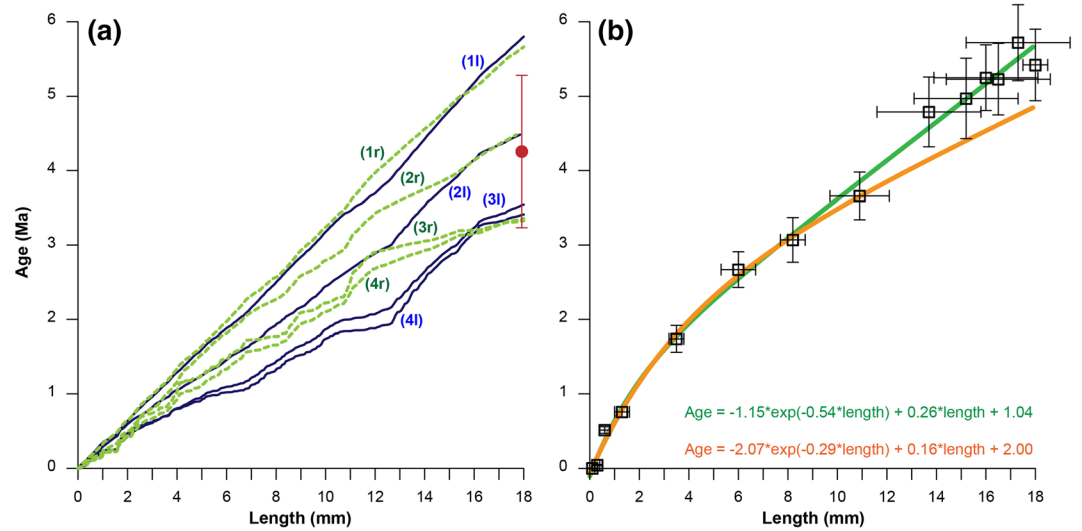 (a)
Age (Ma)
6
5
4
3
2
1
0
(1l)
(1r)
(2r)
(2l)
(3l)
(3r)
(4r)
(4l)
0 2 4 6 8 10 12 14 16 18
Length (mm)
(b)
6
5
4
3
2
1
0
Age = -1.15*exp(-0.54*length) + 0.26*length + 1.04
Age = -2.07*exp(-0.29*length) + 0.16*length + 2.00
0 2 4 6 8 10 12 14 16 18
Length (mm)